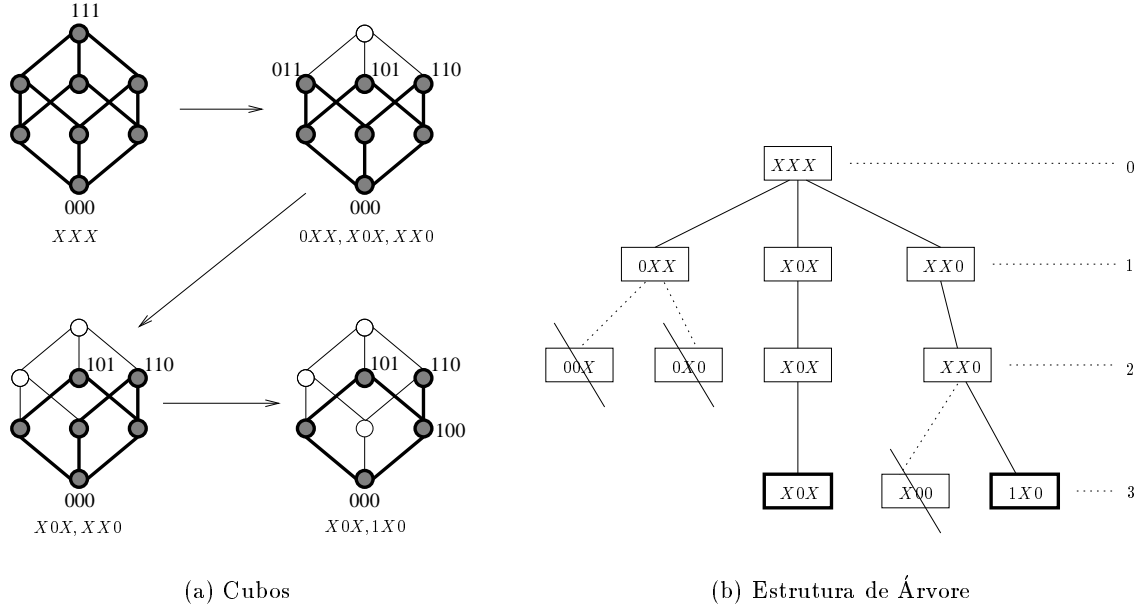 111
011
101
110
000
XXX
000
0XX, X0X, XX0
101
110
000
X0X, XX0
101
110
100
000
X0X, 1X0
(a) Cubos
XXX
0
0XX
X0X
XX0
1
00X
0X0
X0X
XX0
2
X0X
X00
1X0
3
(b) Estrutura de Árvore